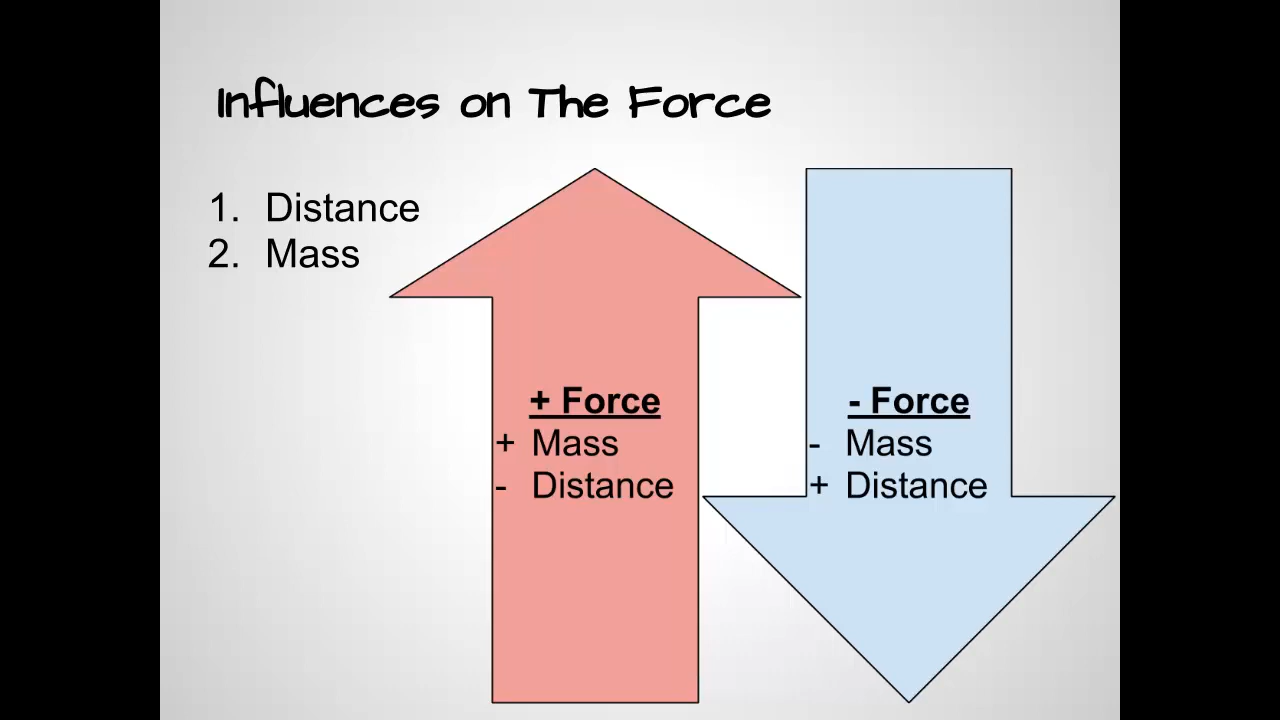 Influences on The Force
1. Distance
2. Mass
+ Force
+ Mass
- Distance
- Force
- Mass
+ Distance